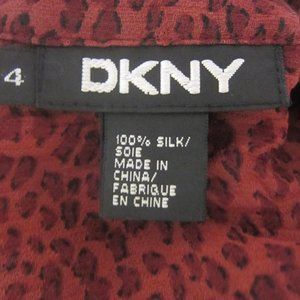 4
DKNY
100% SILK/
SOIE
MADE IN
CHINA/
FABRIQUE
EN CHINE